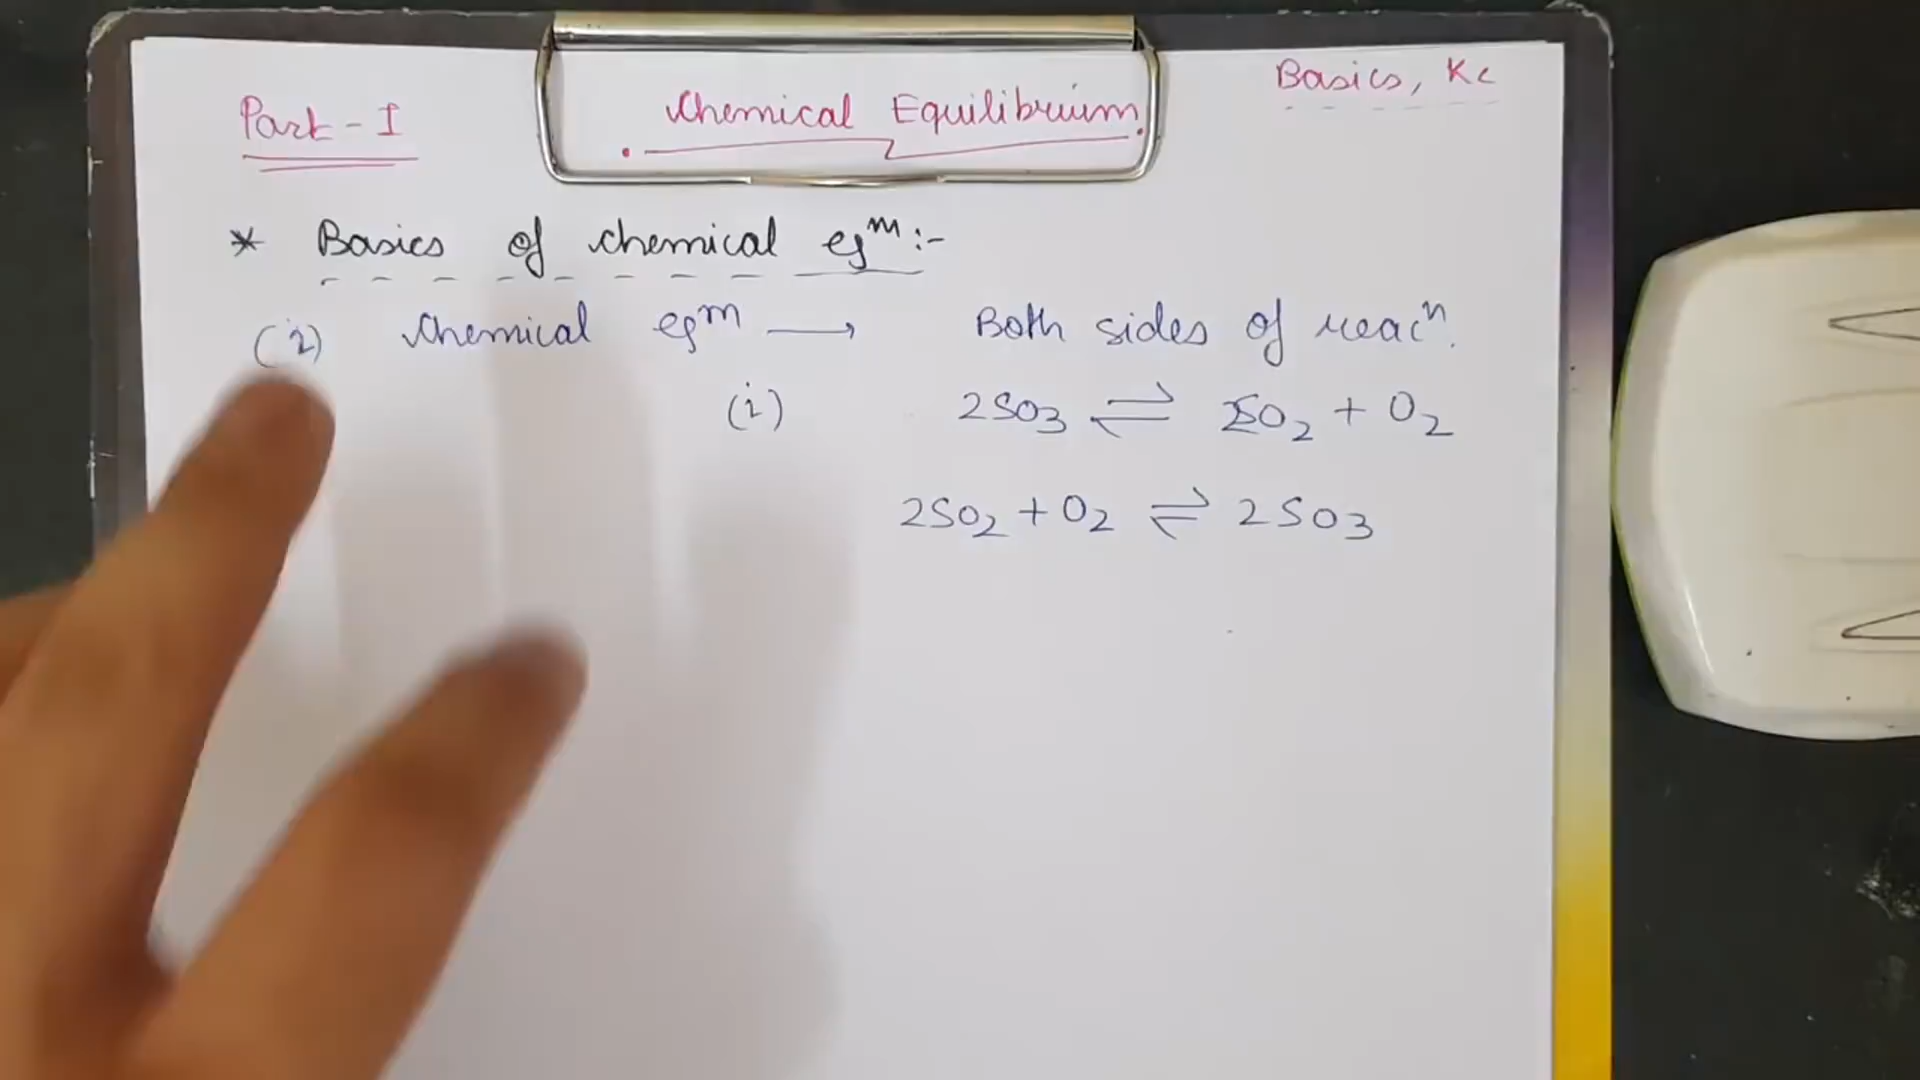 Part - I
Chemical Equilibrium
Basics, Kc
* Basics of chemical eqᵐ :-
(i) Chemical eqᵐ → Both sides of reacⁿ.
(i) 2SO₃ ⇌ 2SO₂ + O₂
2SO₂ + O₂ ⇌ 2SO₃